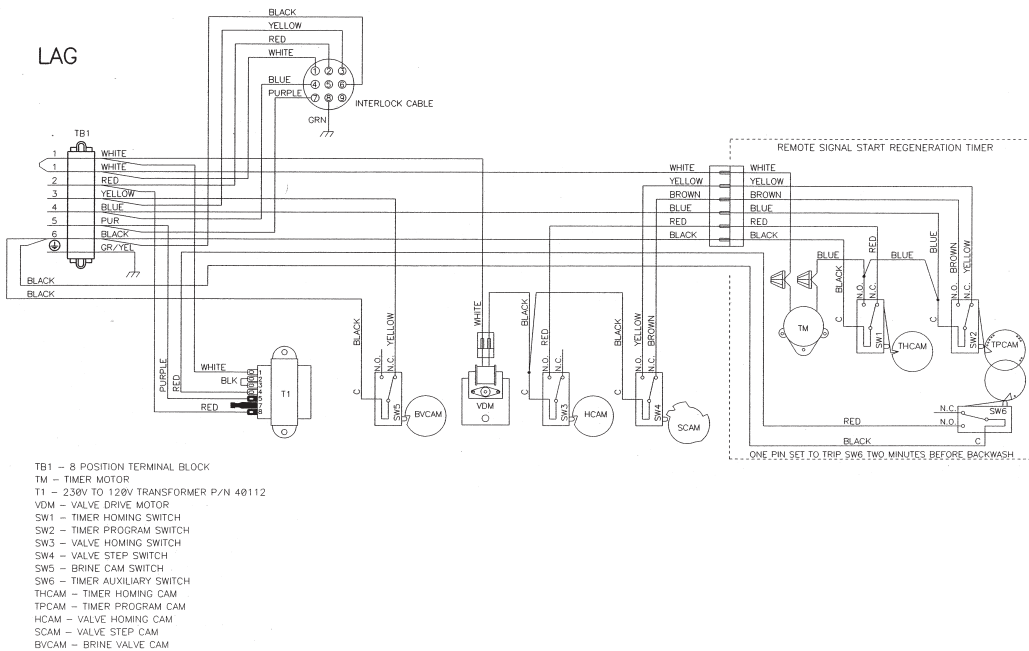 LAG
BLACK
YELLOW
RED
WHITE
BLUE
PURPLE
1 2 3
4 5 6
7 8 9
INTERLOCK CABLE
GRN
TB1
1 WHITE
1 WHITE
2 RED
3 YELLOW
4 BLUE
5 PUR
6 BLACK
GR/YEL
BLACK
BLACK
REMOTE SIGNAL START REGENERATION TIMER
WHITE WHITE
YELLOW YELLOW
BROWN BROWN
BLUE BLUE
RED RED
BLACK BLACK
PURPLE
RED
WHITE
BLK
RED
1
2
3
4
5
7
8
T1
BLACK
YELLOW
N.O.
N.C.
C
SW5
BVCAM
WHITE
VDM
BLACK
RED
N.O.
N.C.
C
SW3
HCAM
BLACK
YELLOW
BROWN
N.O.
N.C.
C
SW4
SCAM
TM
BLUE
BLACK
RED
BLUE
N.O.
N.C.
C
SW1
THCAM
BLUE
BROWN
YELLOW
N.O.
N.C.
C
SW2
TPCAM
N.C.
N.O.
SW6
C
RED
BLACK
ONE PIN SET TO TRIP SW6 TWO MINUTES BEFORE BACKWASH
TB1 – 8 POSITION TERMINAL BLOCK
TM – TIMER MOTOR
T1 – 230V TO 120V TRANSFORMER P/N 40112
VDM – VALVE DRIVE MOTOR
SW1 – TIMER HOMING SWITCH
SW2 – TIMER PROGRAM SWITCH
SW3 – VALVE HOMING SWITCH
SW4 – VALVE STEP SWITCH
SW5 – BRINE CAM SWITCH
SW6 – TIMER AUXILIARY SWITCH
THCAM – TIMER HOMING CAM
TPCAM – TIMER PROGRAM CAM
HCAM – VALVE HOMING CAM
SCAM – VALVE STEP CAM
BVCAM – BRINE VALVE CAM